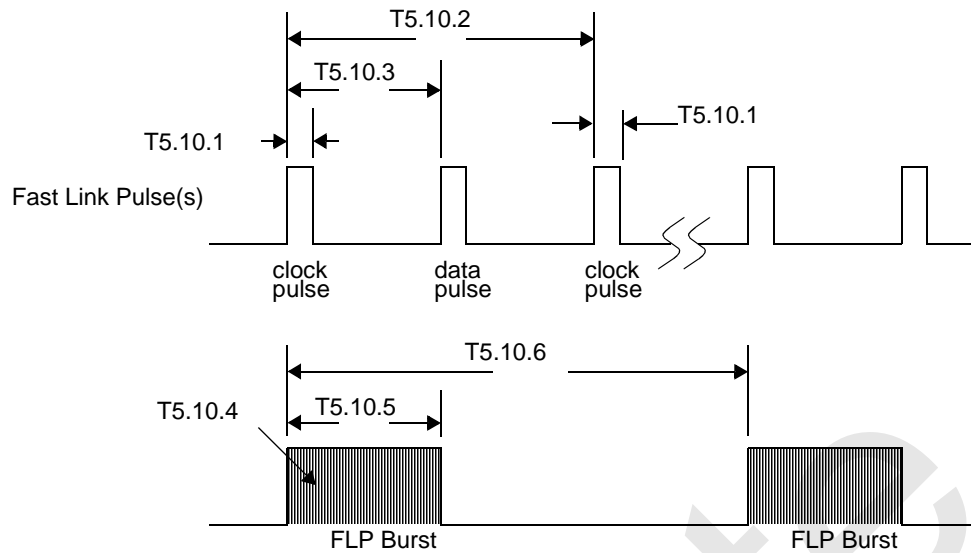 T5.10.2
T5.10.3
T5.10.1
T5.10.1
Fast Link Pulse(s)
clock
pulse
data
pulse
clock
pulse
T5.10.6
T5.10.4
T5.10.5
FLP Burst
FLP Burst